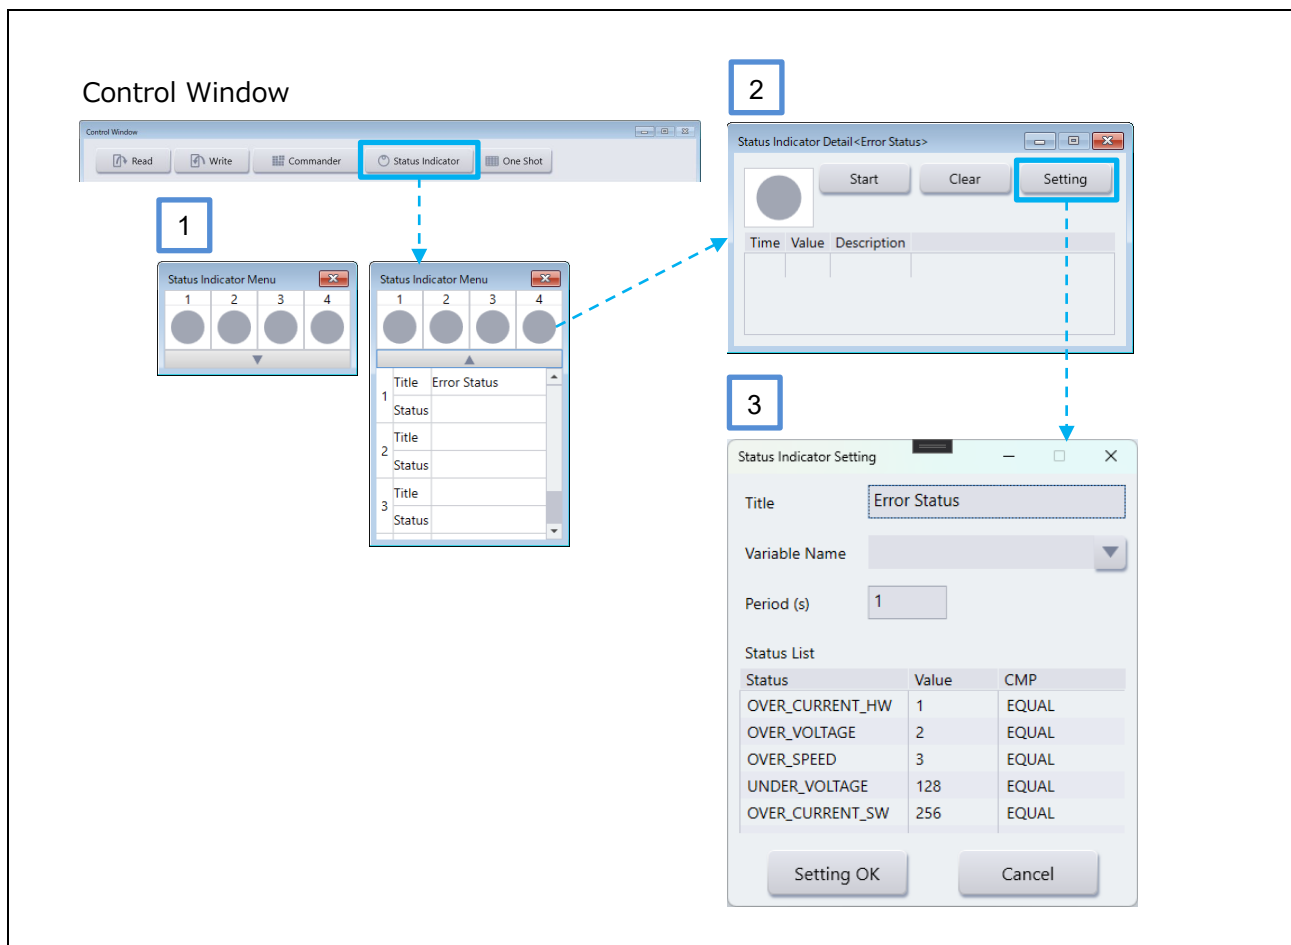 Control Window
Control Window
Read Write Commander Status Indicator One Shot
1
Status Indicator Menu
1 2 3 4
▼
Status Indicator Menu
1 2 3 4
▲
1 Title Error Status
Status
2 Title
Status
3 Title
Status
2
Status Indicator Detail<Error Status>
Start Clear Setting
Time Value Description
3
Status Indicator Setting
Title Error Status
Variable Name
Period (s) 1
Status List
Status Value CMP
OVER_CURRENT_HW 1 EQUAL
OVER_VOLTAGE 2 EQUAL
OVER_SPEED 3 EQUAL
UNDER_VOLTAGE 128 EQUAL
OVER_CURRENT_SW 256 EQUAL
Setting OK Cancel